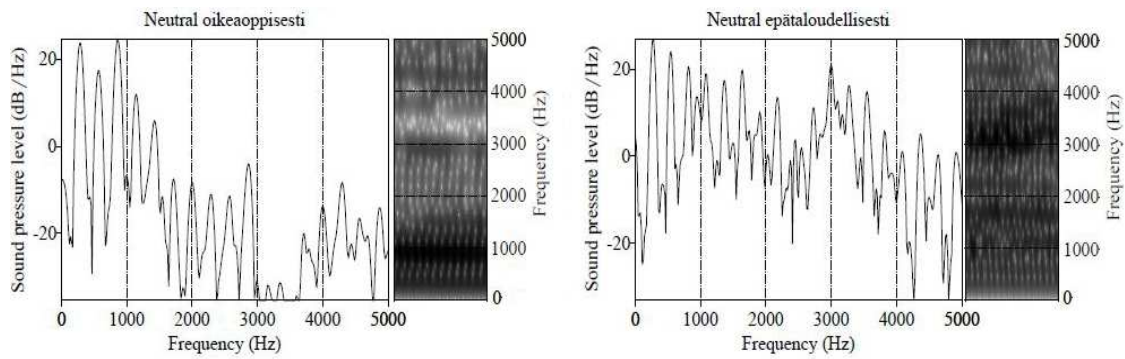 Neutral oikeaoppisesti
Sound pressure level (dB /Hz)
20
0
-20
0 1000 2000 3000 4000 5000
Frequency (Hz)
5000
4000
3000
2000
1000
0
Frequency (Hz)
Neutral epätaloudellisesti
Sound pressure level (dB /Hz)
20
0
-20
0 1000 2000 3000 4000 5000
Frequency (Hz)
5000
4000
3000
2000
1000
0
Frequency (Hz)